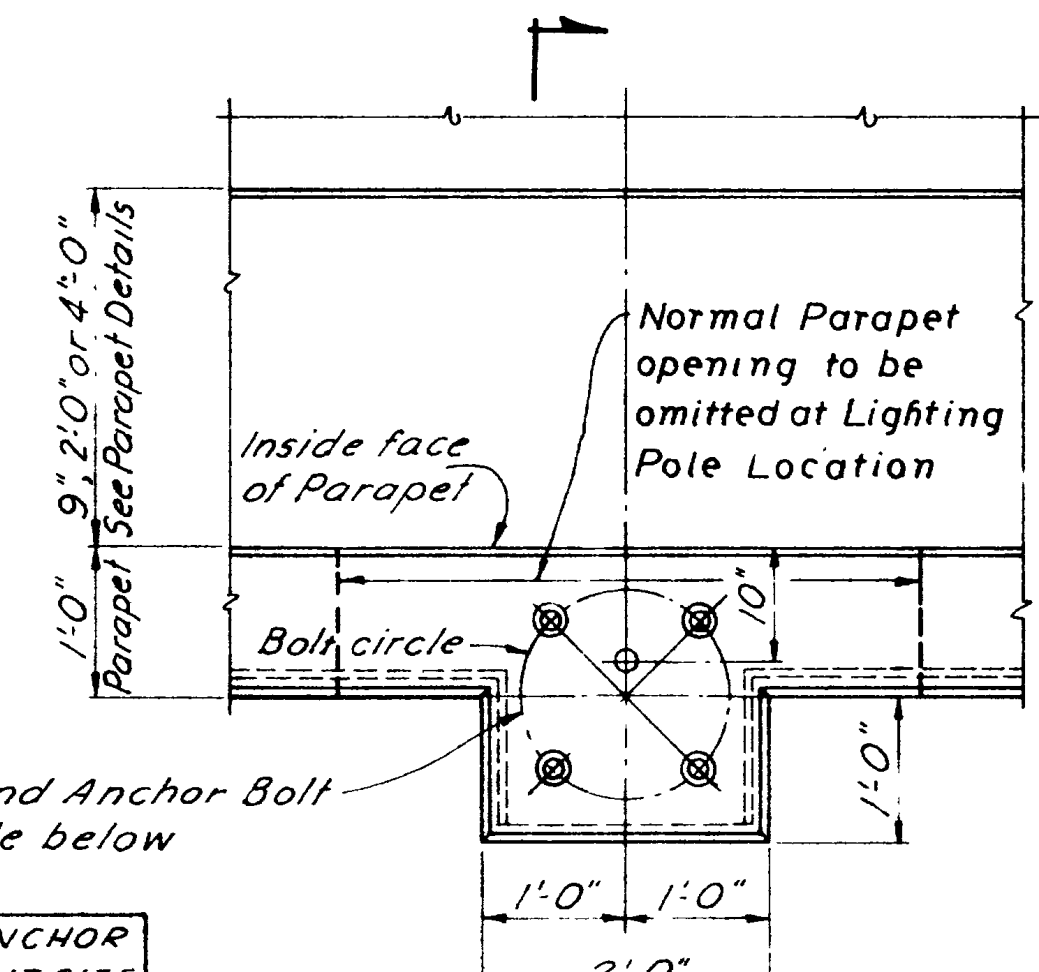 9", 2'-0" or 4'-0"
See Parapet Details
Normal Parapet
opening to be
omitted at Lighting
Pole Location
Inside face
of Parapet
1'-0"
Parapet
10"
Bolt circle
Anchor Bolt
below
1'-0"
1'-0"
1'-0"
2'-0"